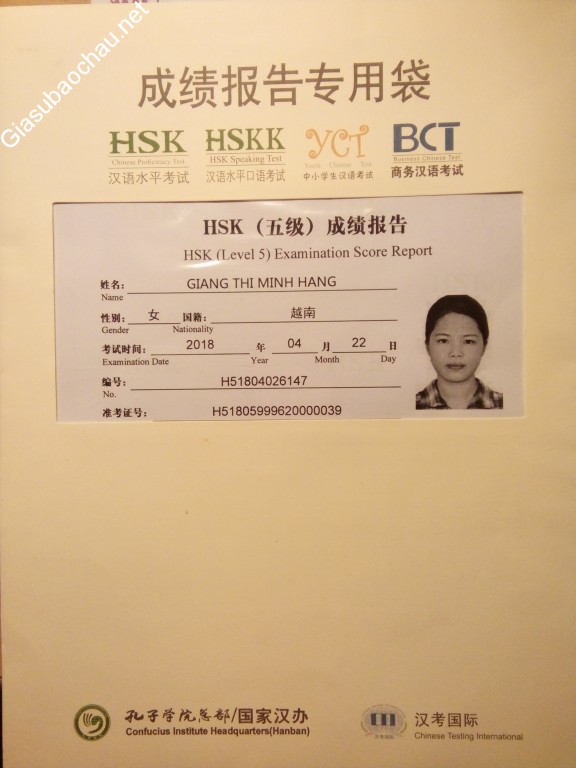 Giasubaochau.net
成绩报告专用袋
HSK HSKK YCT BCT
Chinese Proficiency Test HSK Speaking Test Youth Chinese Test Business Chinese Test
汉语水平考试 汉语水平口语考试 中小学生汉语考试 商务汉语考试
HSK（五级）成绩报告
HSK (Level 5) Examination Score Report
姓名： GIANG THI MINH HANG
Name
性别： 女 国籍： 越南
Gender Nationality
考试时间： 2018 年 04 月 22 日
Examination Date Year Month Day
编号： H51804026147
No.
准考证号： H51805999620000039
孔子学院总部/国家汉办
Confucius Institute Headquarters(Hanban)
汉考国际
Chinese Testing International